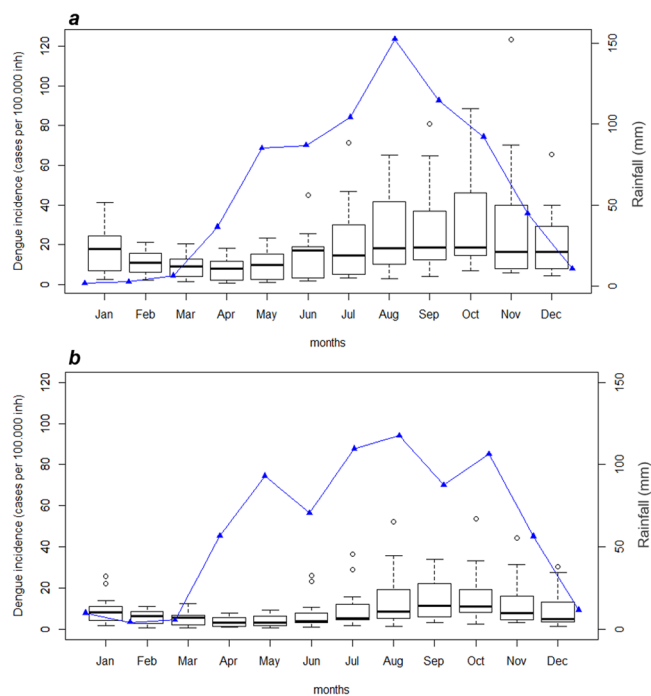 a
Dengue incidence (cases per 100.000 inh)
0 20 40 60 80 100 120
0 50 100 150
Rainfall (mm)
Jan Feb Mar Apr May Jun Jul Aug Sep Oct Nov Dec
months
b
Dengue incidence (cases per 100.000 inh)
0 20 40 60 80 100 120
0 50 100 150
Rainfall (mm)
Jan Feb Mar Apr May Jun Jul Aug Sep Oct Nov Dec
months